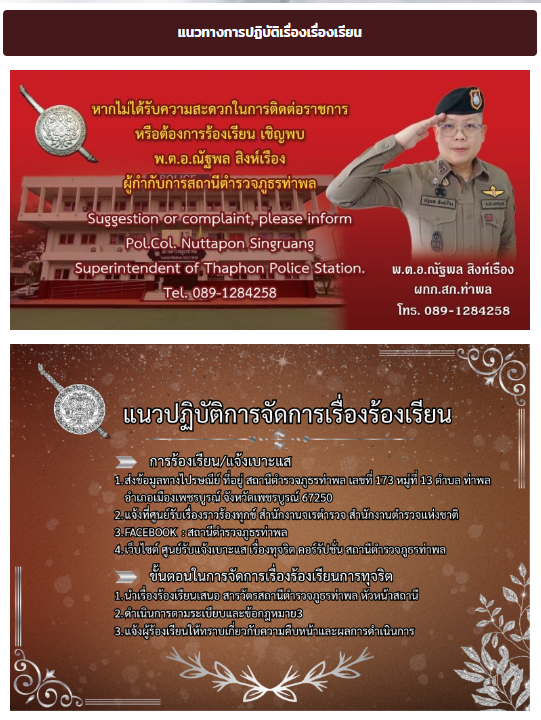 แนวทางการปฏิบัติเรื่องเรื่องเรียน
หากไม่ได้รับความสะดวกในการติดต่อราชการ
หรือต้องการร้องเรียน เชิญพบ
พ.ต.อ.ณัฐพล สิงห์เรือง
ผู้กำกับการสถานีตำรวจภูธรท่าพล
POLICE
Suggestion or complaint, please inform
Pol.Col. Nuttapon Singruang
Superintendent of Thaphon Police Station.
Tel. 089-1284258
พ.ต.อ.ณัฐพล สิงห์เรือง
ผกก.สภ.ท่าพล
โทร. 089-1284258
แนวปฏิบัติการจัดการเรื่องร้องเรียน
การร้องเรียน/แจ้งเบาะแส
1.ส่งข้อมูลทางไปรษณีย์ ที่อยู่ สถานีตำรวจภูธรท่าพล เลขที่ 173 หมู่ที่ 13 ตำบล ท่าพล
อำเภอเมืองเพชรบูรณ์ จังหวัดเพชรบูรณ์ 67250
2.แจ้งที่ศูนย์รับเรื่องราวร้องทุกข์ สำนักงานจเรตำรวจ สำนักงานตำรวจแห่งชาติ
3.FACEBOOK : สถานีตำรวจภูธรท่าพล
4.เว็บไซต์ ศูนย์รับแจ้งเบาะแส เรื่องทุจริต คอร์รัปชั่น สถานีตำรวจภูธรท่าพล
ขั้นตอนในการจัดการเรื่องร้องเรียนการทุจริต
1.นำเรื่องร้องเรียนเสนอ สารวัตรสถานีตำรวจภูธรท่าพล หัวหน้าสถานี
2.ดำเนินการตามระเบียบและข้อกฎหมาย3
3.แจ้งผู้ร้องเรียนให้ทราบเกี่ยวกับความคืบหน้าและผลการดำเนินการ